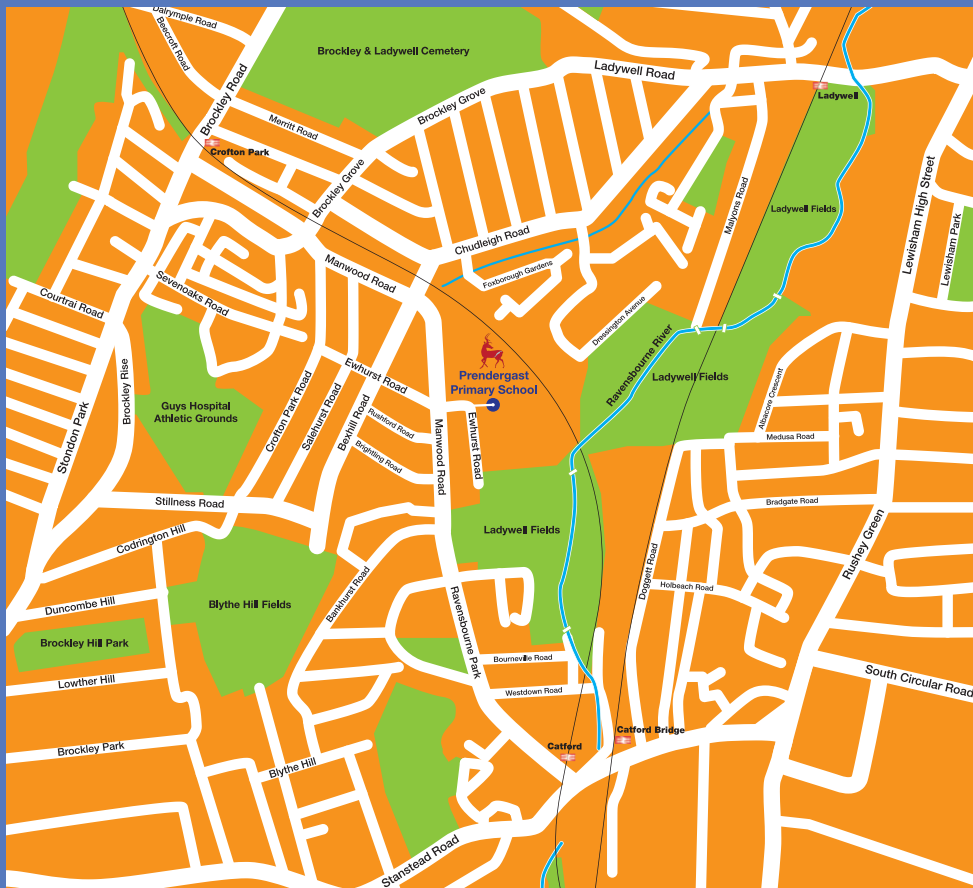 Dalrymple Road
Beecroft Road
Brockley & Ladywell Cemetery
Ladywell Road
Brockley Road
Brockley Grove
Ladywell
Merritt Road
Crofton Park
Brockley Grove
Malyons Road
Ladywell Fields
Lewisham High Street
Lewisham Park
Chudleigh Road
Manwood Road
Foxborough Gardens
Sevenoaks Road
Courtrai Road
Dressington Avenue
Ravensbourne River
Prendergast
Primary School
Ladywell Fields
Brockley Rise
Ewhurst Road
Albacore Crescent
Guys Hospital
Athletic Grounds
Crofton Park Road
Salehurst Road
Bexhill Road
Rushford Road
Brightling Road
Manwood Road
Ewhurst Road
Medusa Road
Stondon Park
Stillness Road
Bradgate Road
Codrington Hill
Ladywell Fields
Rushey Green
Doggett Road
Holbeach Road
Duncombe Hill
Blythe Hill Fields
Bankhurst Road
Ravensbourne Park
Brockley Hill Park
Bourneville Road
Lowther Hill
Westdown Road
South Circular Road
Brockley Park
Catford
Catford Bridge
Blythe Hill
Stanstead Road